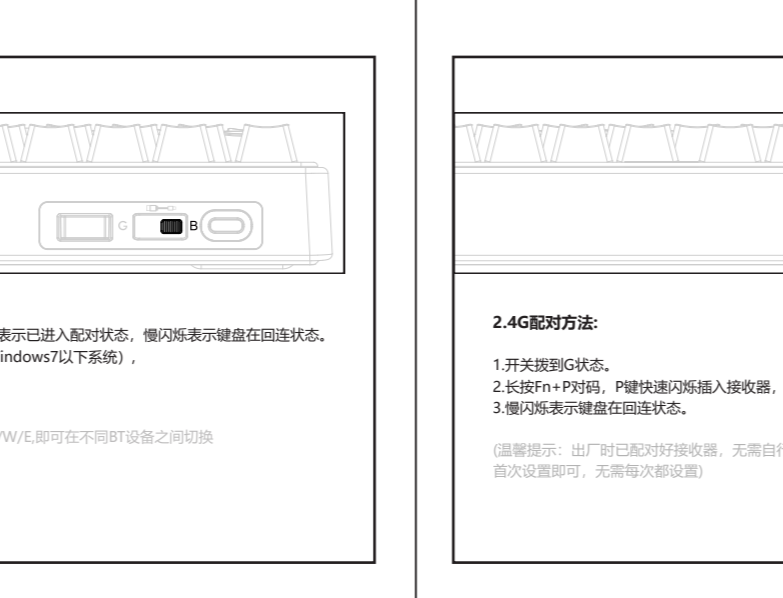 G
B
表示已进入配对状态，慢闪烁表示键盘在回连状态。
indows7以下系统），
/W/E,即可在不同BT设备之间切换
2.4G配对方法:
1.开关拨到G状态。
2.长按Fn+P对码，P键快速闪烁插入接收器，
3.慢闪烁表示键盘在回连状态。
(温馨提示：出厂时已配对好接收器，无需自行
首次设置即可，无需每次都设置)